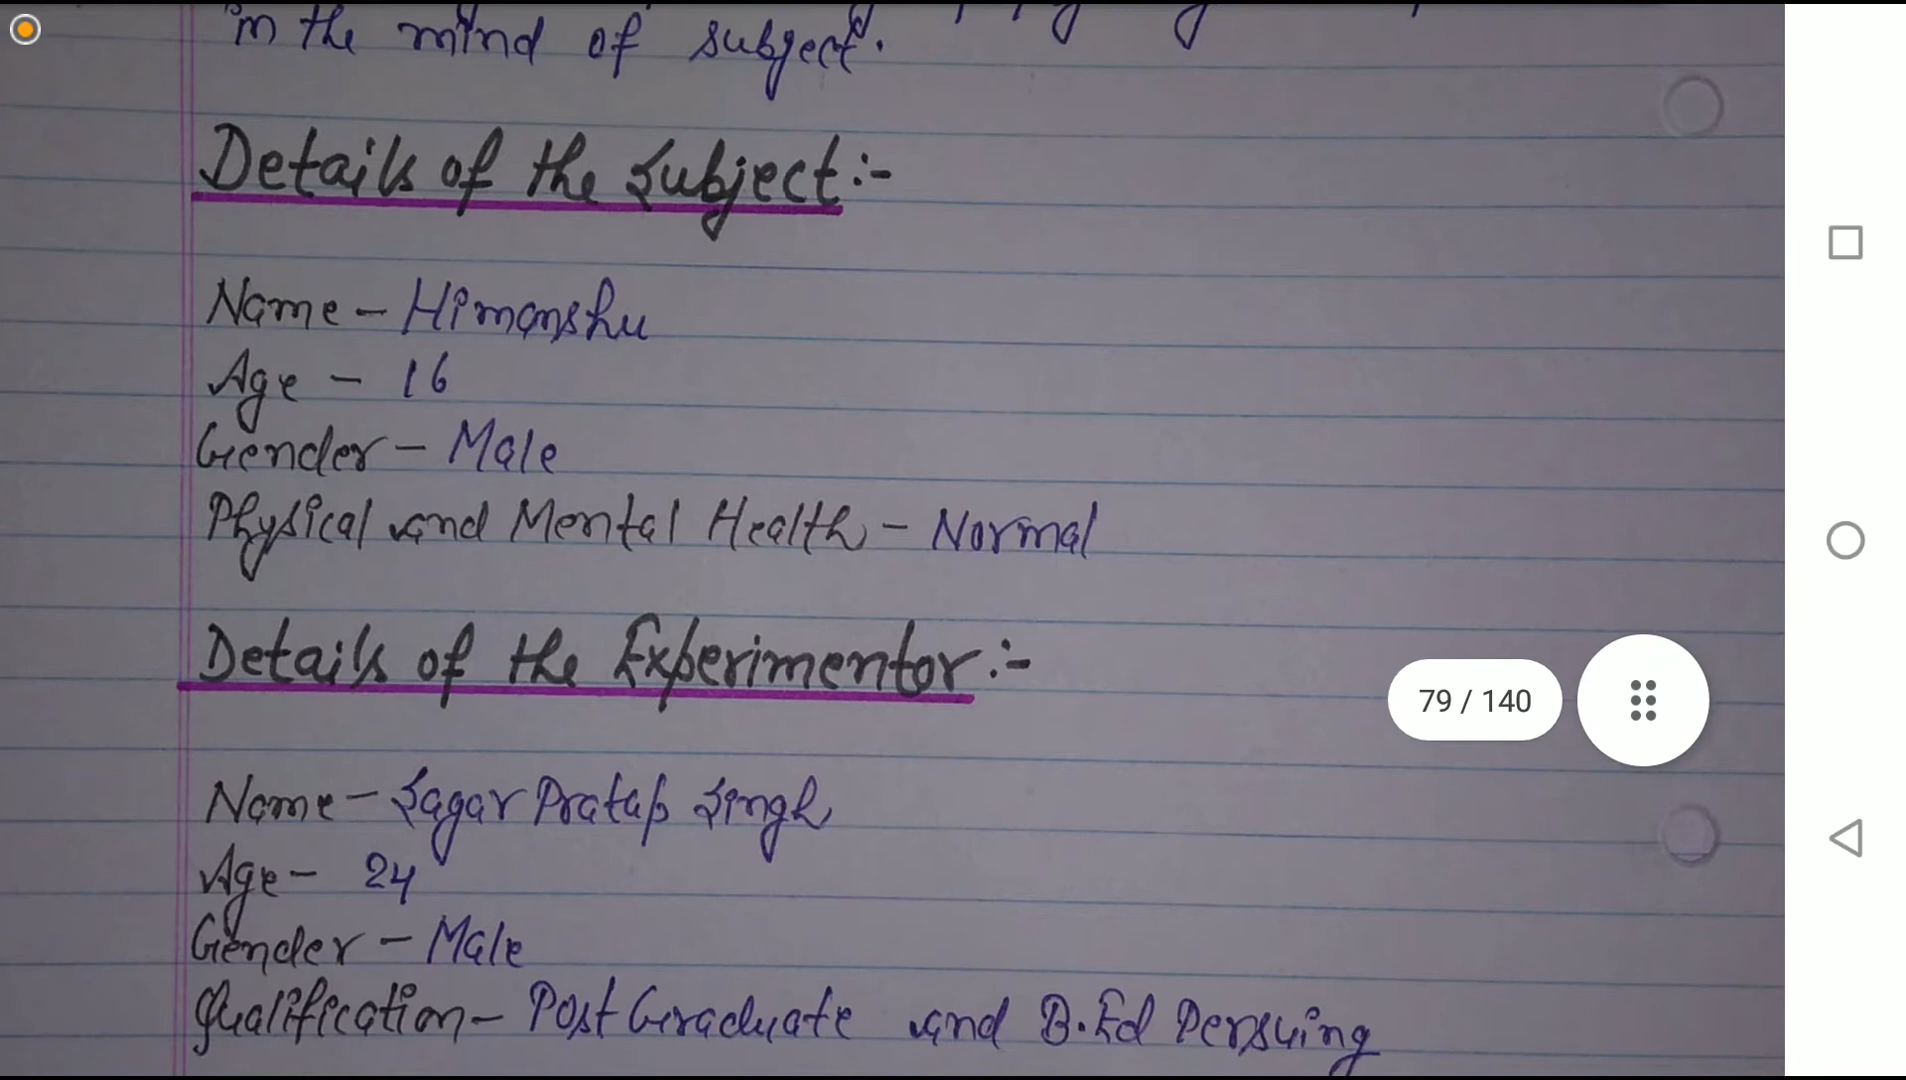 in the mind of subject.
Details of the Subject:-
Name - Himanshu
Age - 16
Gender - Male
Physical and Mental Health - Normal
Details of the Experimentor:-
79 / 140
Name - Sagar Pratap Singh
Age - 24
Gender - Male
Qualification - Post Graduate and B.Ed Persuing